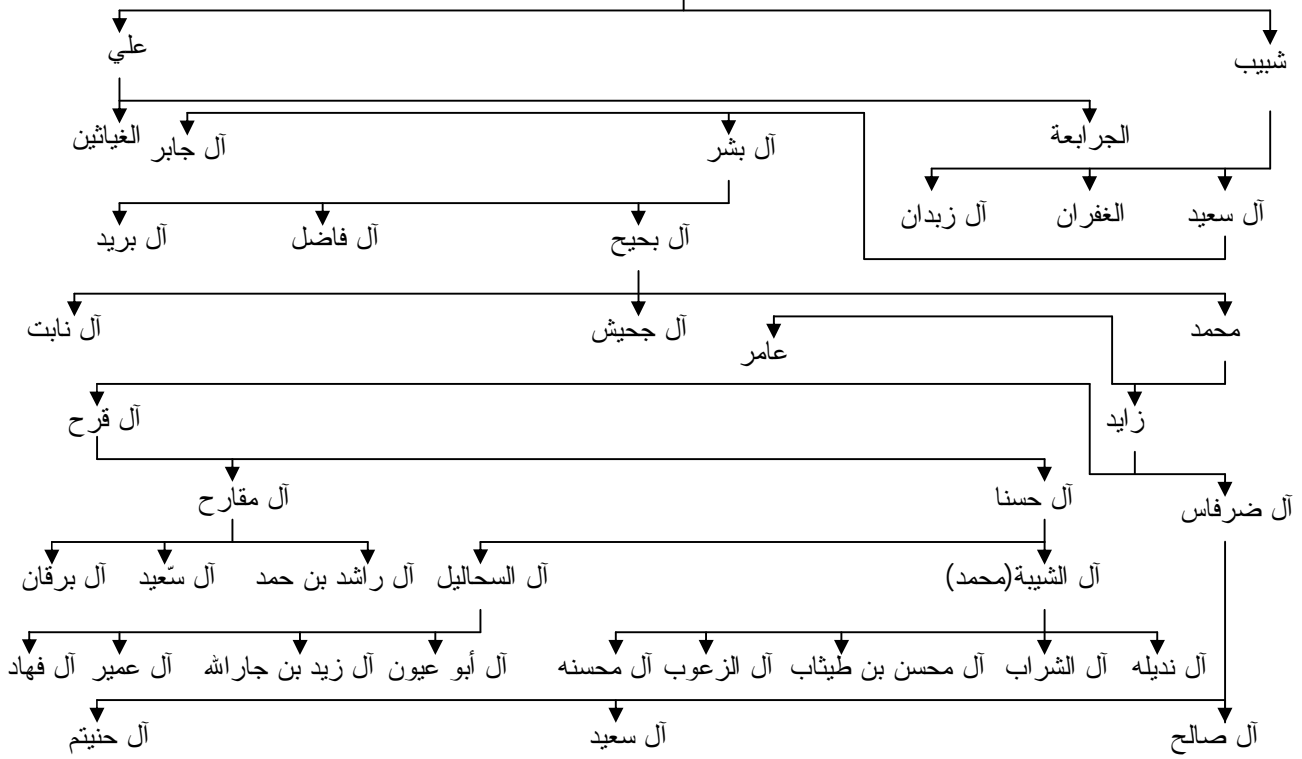 علي
شبيب
الغياثين
آل جابر
آل بشر
الجرابعة
آل سعيد
الغفران
آل زبدان
آل بحيح
آل فاضل
آل بريد
محمد
آل جحيش
آل نابت
عامر
زايد
آل قرح
آل ضرفاس
آل حسنا
آل مقارح
آل الشيبة(محمد)
آل السحاليل
آل راشد بن حمد
آل سّعيد
آل برقان
آل نديله
آل الشراب
آل محسن بن طيثاب
آل الزعوب
آل محسنه
آل أبو عيون
آل زيد بن جارالله
آل عمير
آل فهاد
آل صالح
آل سعيد
آل حنيتم